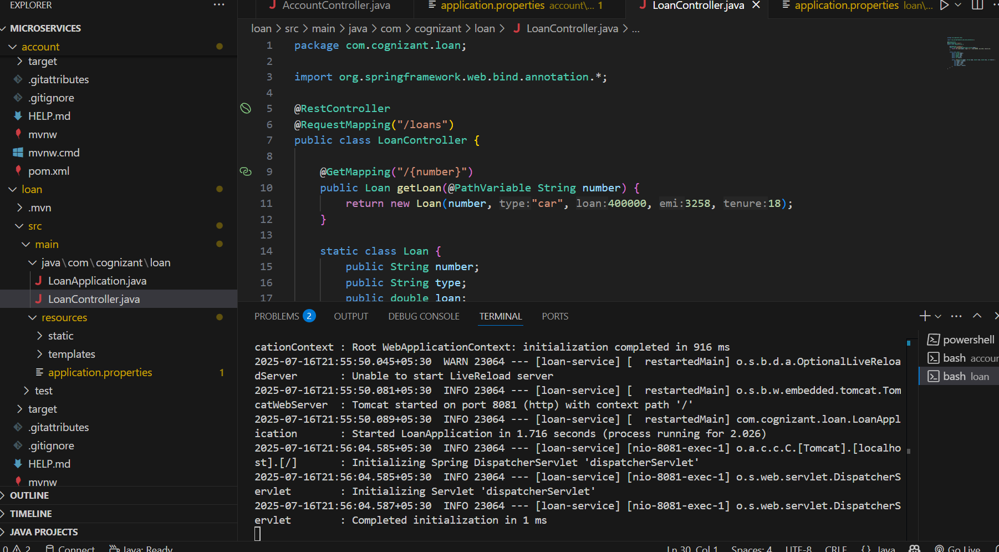 EXPLORER
...
MICROSERVICES
account
target
.gitattributes
.gitignore
HELP.md
mvnw
mvnw.cmd
pom.xml
loan
.mvn
src
main
java\com\cognizant\loan
LoanApplication.java
LoanController.java
resources
static
templates
application.properties 1
test
target
.gitattributes
.gitignore
HELP.md
mvnw
OUTLINE
TIMELINE
JAVA PROJECTS
AccountController.java
application.properties account\... 1
LoanController.java
application.properties loan\...
loan > src > main > java > com > cognizant > loan > LoanController.java > ...
1 package com.cognizant.loan;
2
3 import org.springframework.web.bind.annotation.*;
4
5 @RestController
6 @RequestMapping("/loans")
7 public class LoanController {
8
9 @GetMapping("/{number}")
10 public Loan getLoan(@PathVariable String number) {
11 return new Loan(number, type:"car", loan:400000, emi:3258, tenure:18);
12 }
13
14 static class Loan {
15 public String number;
16 public String type;
17 public double loan;
PROBLEMS 2 OUTPUT DEBUG CONSOLE TERMINAL PORTS
cationContext : Root WebApplicationContext: initialization completed in 916 ms
2025-07-16T21:55:50.045+05:30  WARN 23064 --- [loan-service] [  restartedMain] o.s.b.d.a.OptionalLiveReloa
dServer       : Unable to start LiveReload server
2025-07-16T21:55:50.081+05:30  INFO 23064 --- [loan-service] [  restartedMain] o.s.b.w.embedded.tomcat.Tom
catWebServer  : Tomcat started on port 8081 (http) with context path '/'
2025-07-16T21:55:50.089+05:30  INFO 23064 --- [loan-service] [  restartedMain] com.cognizant.loan.LoanAppl
ication       : Started LoanApplication in 1.716 seconds (process running for 2.026)
2025-07-16T21:56:04.585+05:30  INFO 23064 --- [loan-service] [nio-8081-exec-1] o.a.c.c.C.[Tomcat].[localho
st].[/]       : Initializing Spring DispatcherServlet 'dispatcherServlet'
2025-07-16T21:56:04.585+05:30  INFO 23064 --- [loan-service] [nio-8081-exec-1] o.s.web.servlet.DispatcherS
ervlet        : Initializing Servlet 'dispatcherServlet'
2025-07-16T21:56:04.587+05:30  INFO 23064 --- [loan-service] [nio-8081-exec-1] o.s.web.servlet.DispatcherS
ervlet        : Completed initialization in 1 ms
powershell
bash accour
bash loan
0 2 Connect Java: Ready Ln 30, Col 1 Spaces: 4 UTF-8 CRLF {} Java Go Live